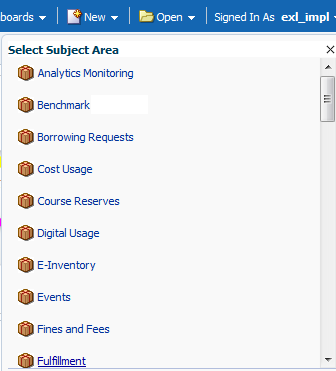 boards New Open Signed In As exl_impl
Select Subject Area
Analytics Monitoring
Benchmark
Borrowing Requests
Cost Usage
Course Reserves
Digital Usage
E-Inventory
Events
Fines and Fees
Fulfillment